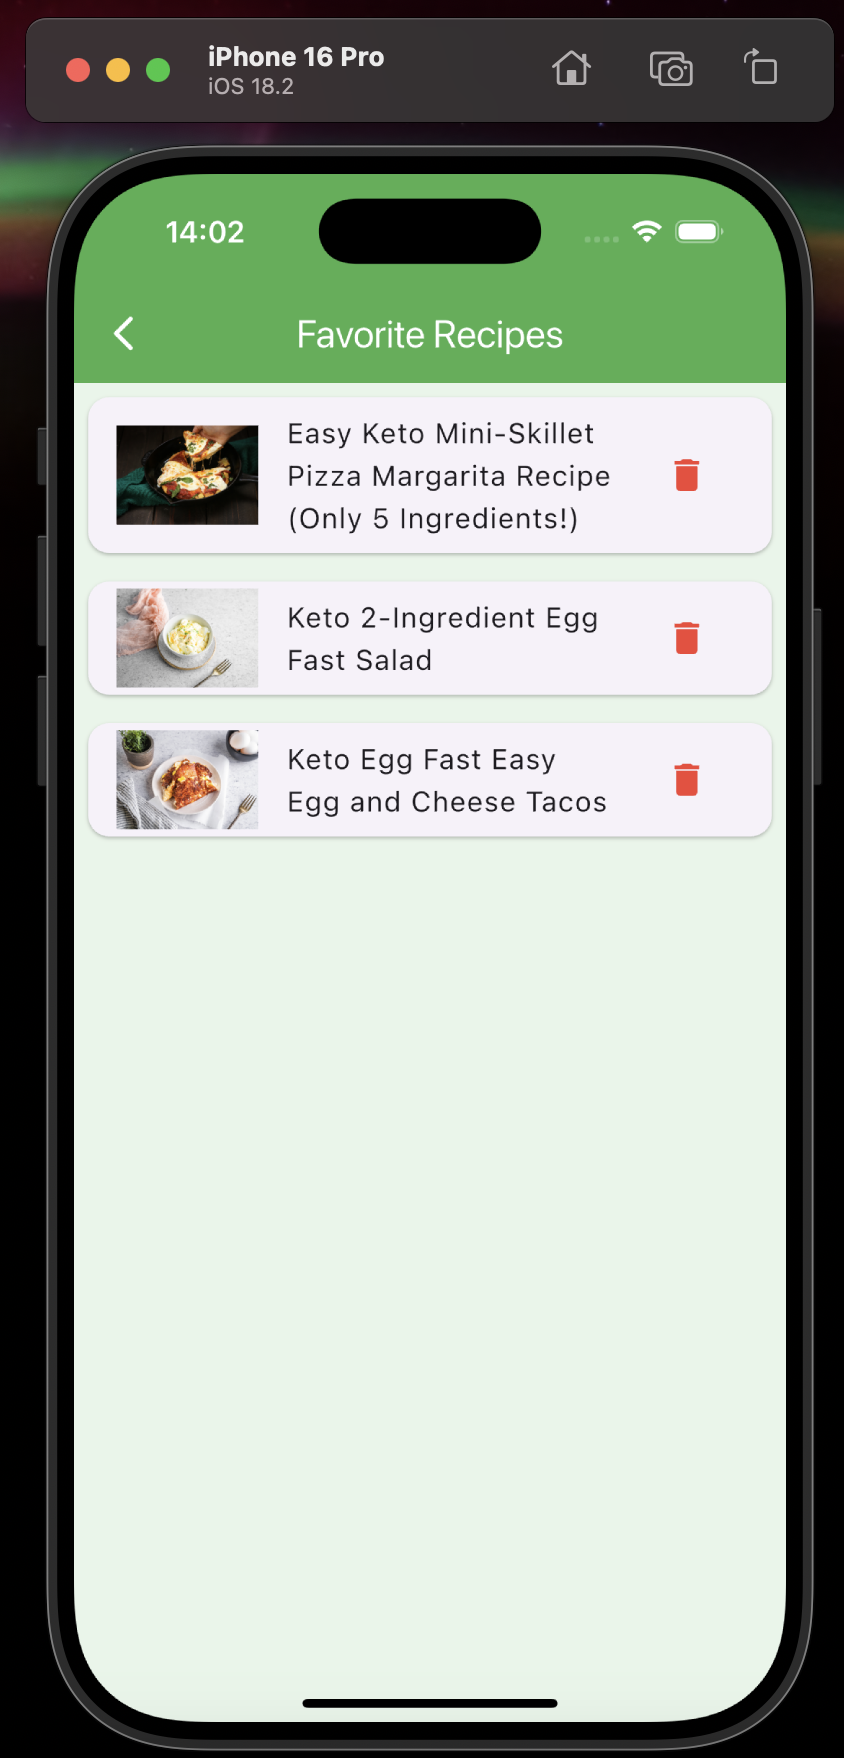 iPhone 16 Pro
iOS 18.2
14:02
Favorite Recipes
Easy Keto Mini-Skillet
Pizza Margarita Recipe
(Only 5 Ingredients!)
Keto 2-Ingredient Egg
Fast Salad
Keto Egg Fast Easy
Egg and Cheese Tacos